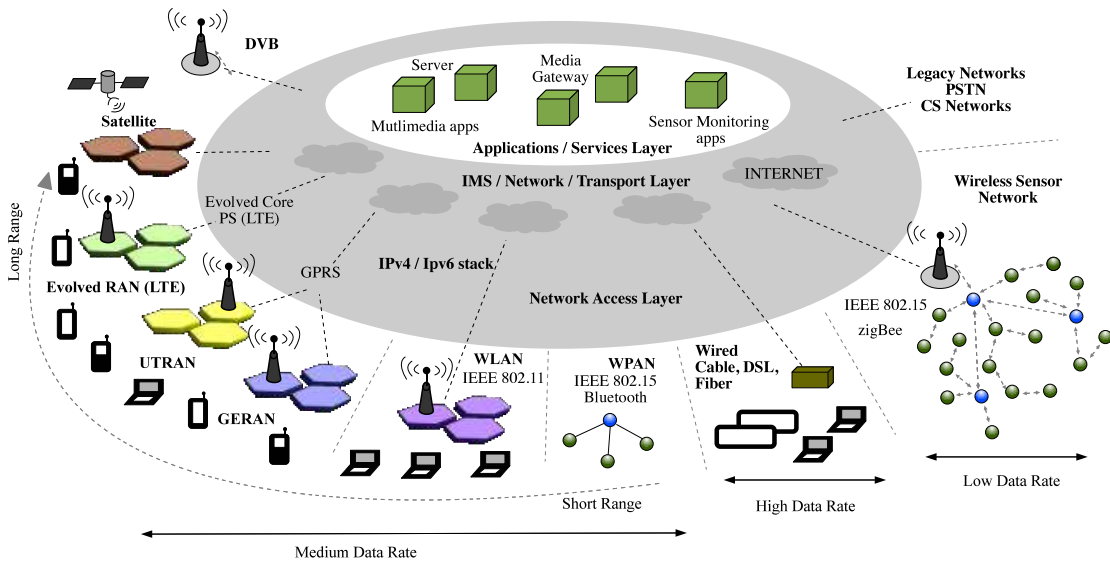 DVB
Server
Media
Gateway
Mutlimedia apps
Sensor Monitoring
apps
Applications / Services Layer
Legacy Networks
PSTN
CS Networks
Satellite
IMS / Network / Transport Layer
INTERNET
Wireless Sensor
Network
Evolved Core
PS (LTE)
Long Range
IPv4 / Ipv6 stack
GPRS
Evolved RAN (LTE)
Network Access Layer
IEEE 802.15
zigBee
UTRAN
GERAN
WLAN
IEEE 802.11
WPAN
IEEE 802.15
Bluetooth
Wired
Cable, DSL,
Fiber
Short Range
High Data Rate
Low Data Rate
Medium Data Rate